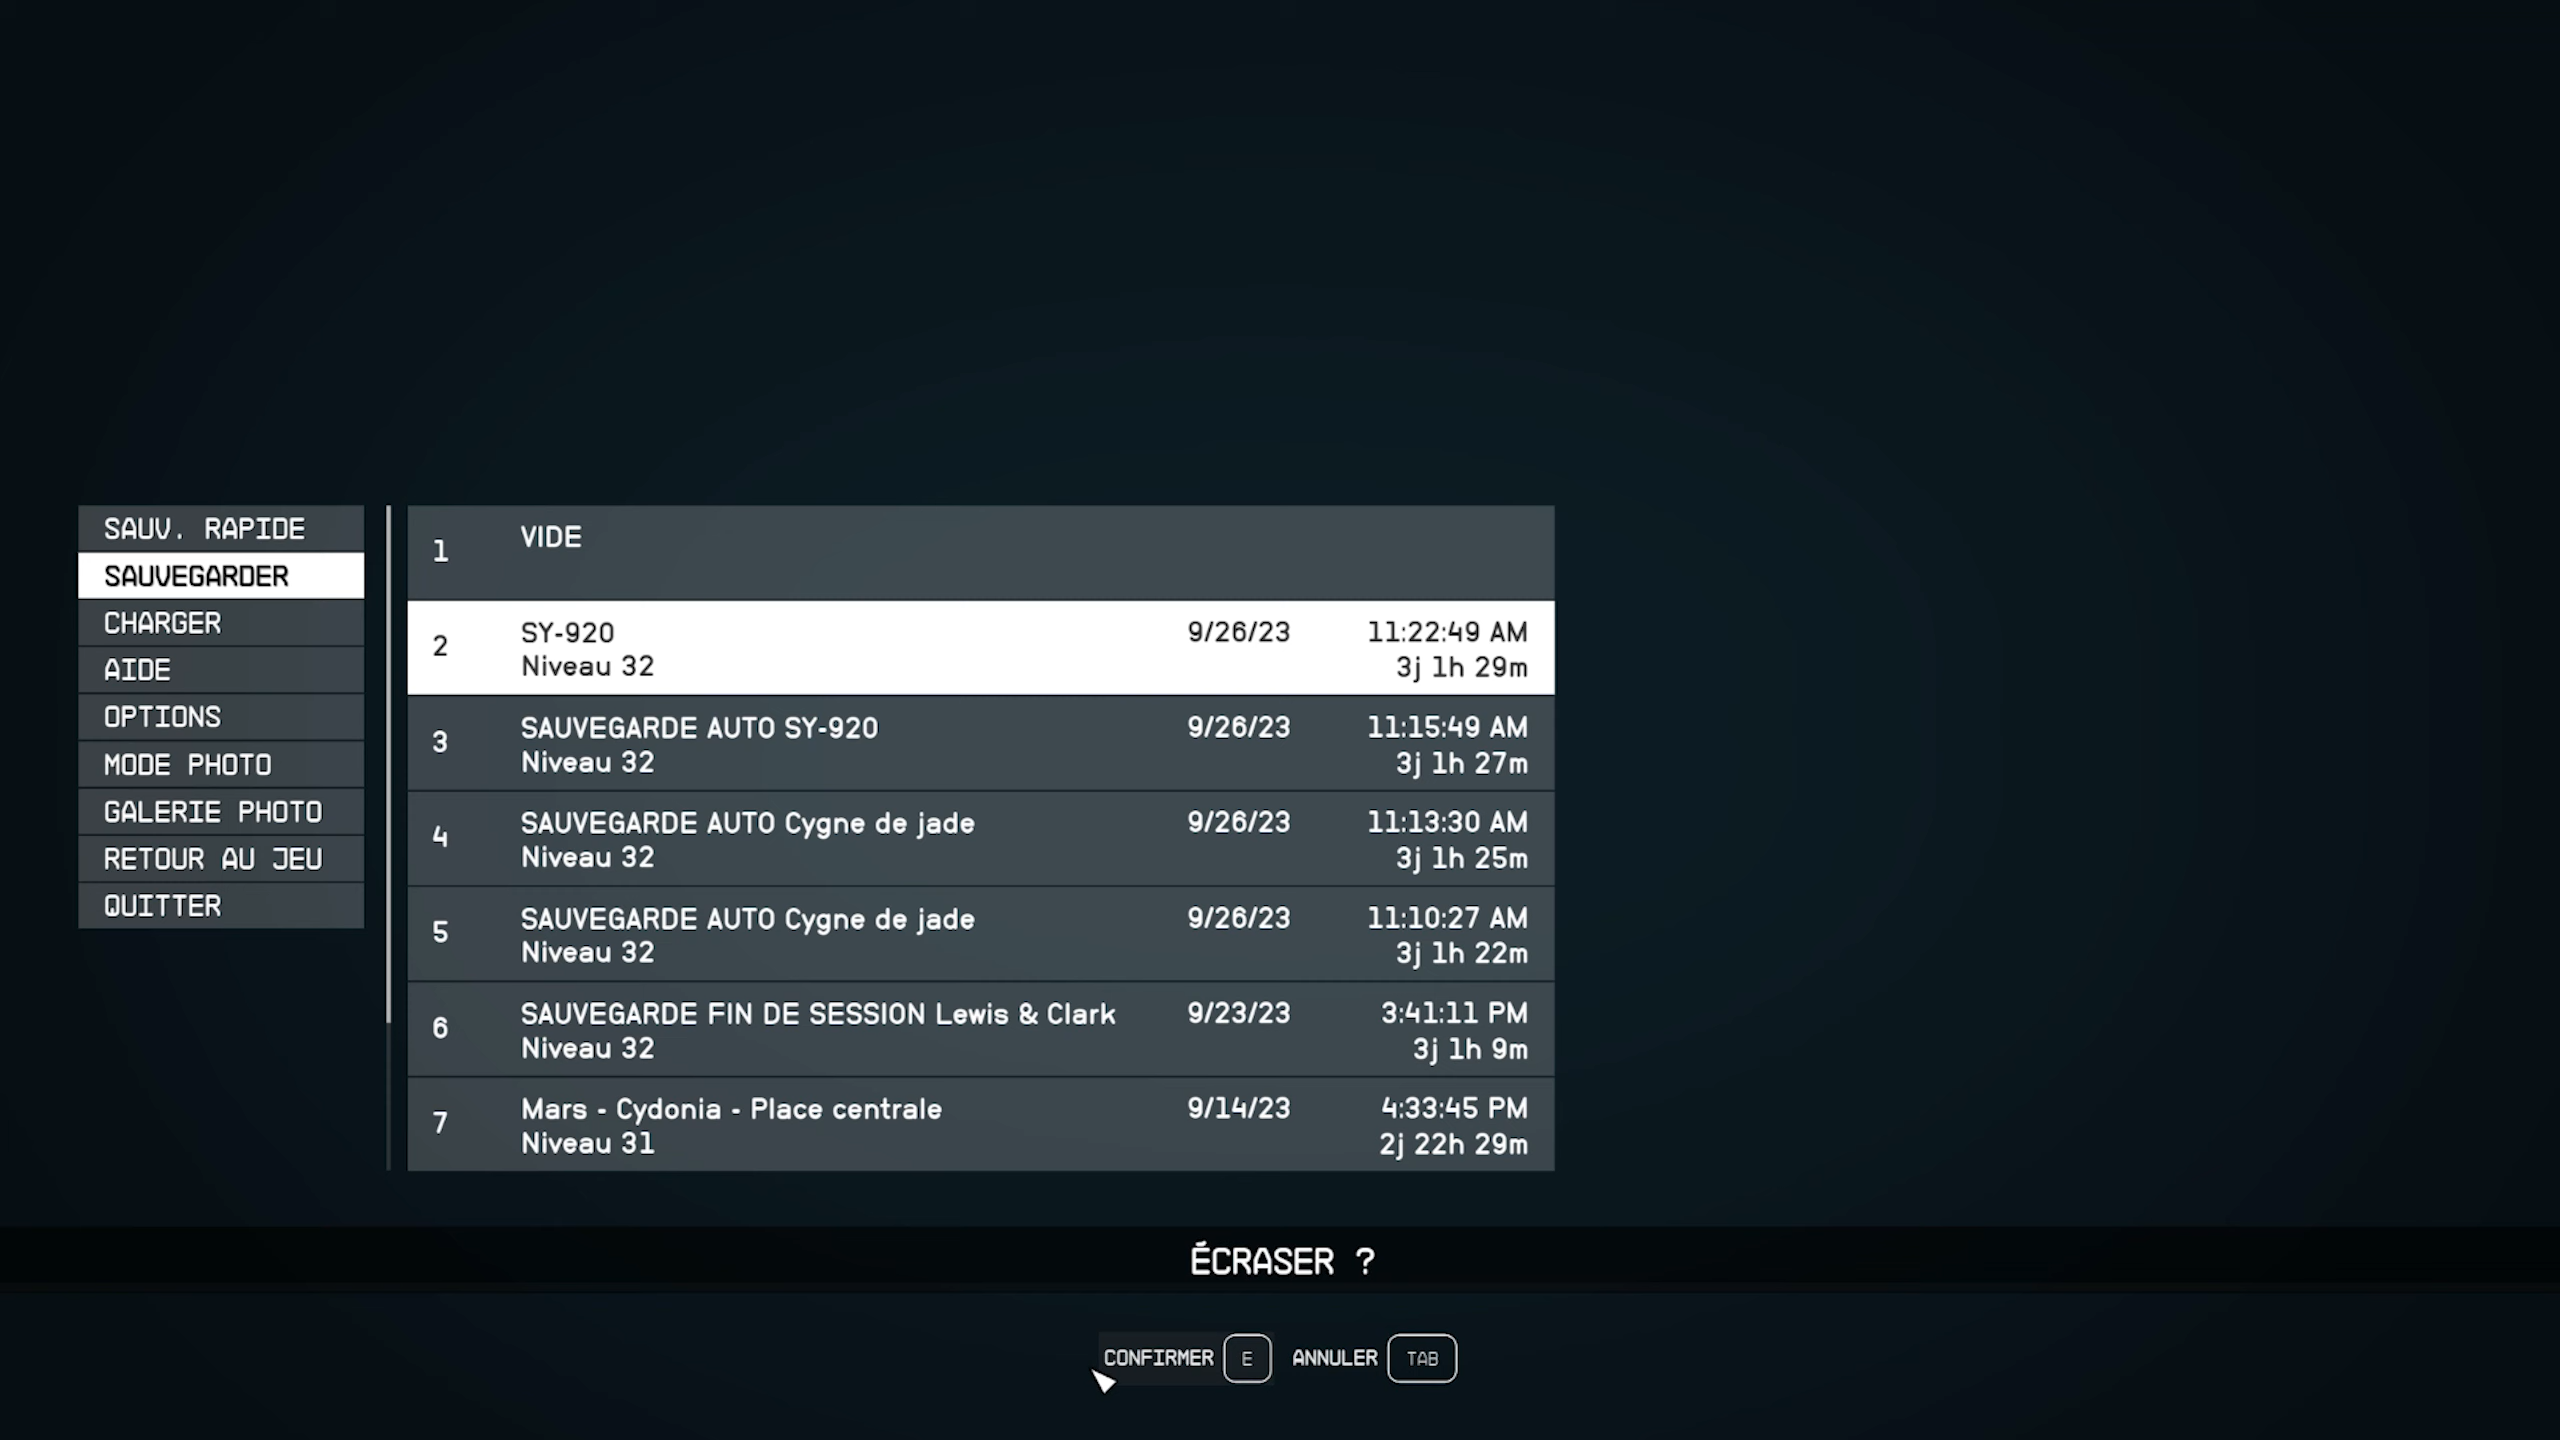 SAUV. RAPIDE
SAUVEGARDER
CHARGER
AIDE
OPTIONS
MODE PHOTO
GALERIE PHOTO
RETOUR AU JEU
QUITTER
1 VIDE
2 SY-920 9/26/23 11:22:49 AM
Niveau 32 3j 1h 29m
3 SAUVEGARDE AUTO SY-920 9/26/23 11:15:49 AM
Niveau 32 3j 1h 27m
4 SAUVEGARDE AUTO Cygne de jade 9/26/23 11:13:30 AM
Niveau 32 3j 1h 25m
5 SAUVEGARDE AUTO Cygne de jade 9/26/23 11:10:27 AM
Niveau 32 3j 1h 22m
6 SAUVEGARDE FIN DE SESSION Lewis & Clark 9/23/23 3:41:11 PM
Niveau 32 3j 1h 9m
7 Mars - Cydonia - Place centrale 9/14/23 4:33:45 PM
Niveau 31 2j 22h 29m
ÉCRASER ?
CONFIRMER E ANNULER TAB